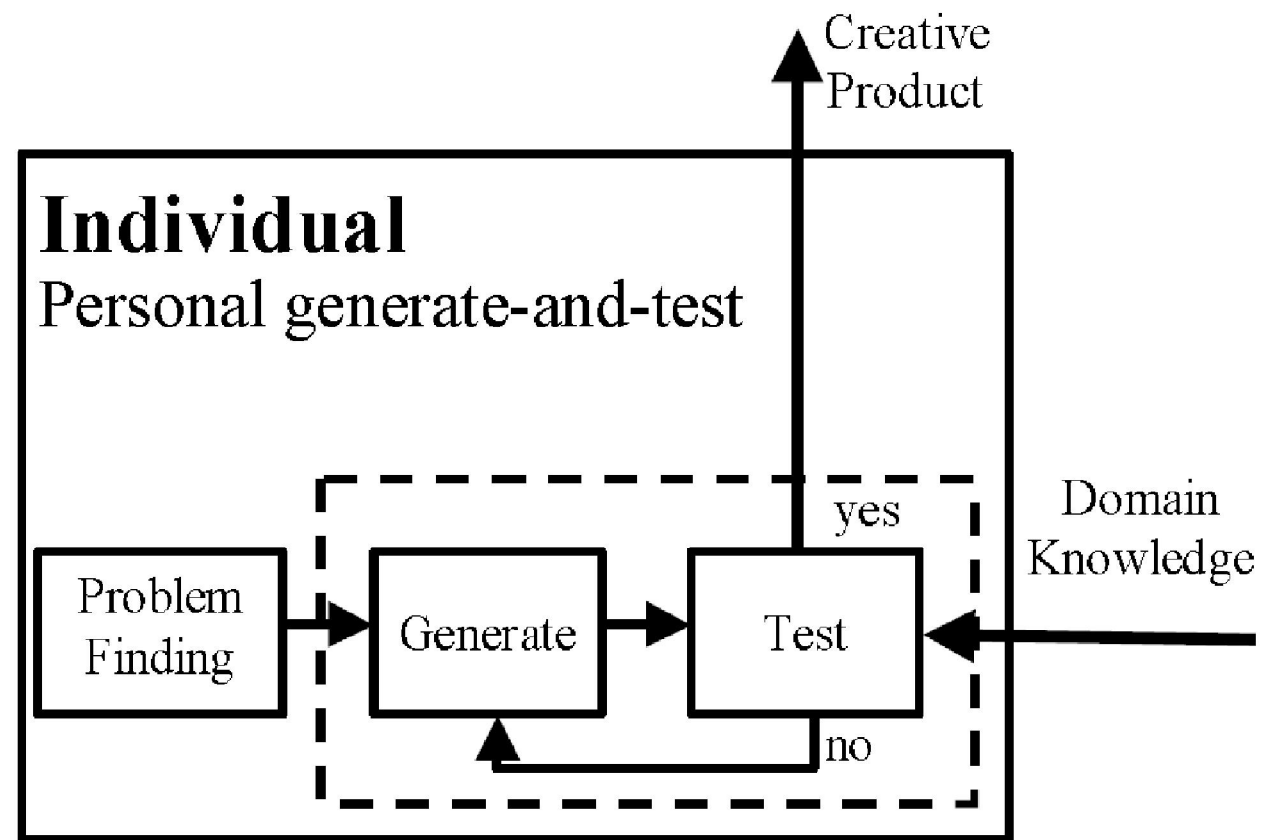 Creative
Product
Individual
Personal generate-and-test
yes
Domain
Knowledge
Problem
Finding
Generate
Test
no